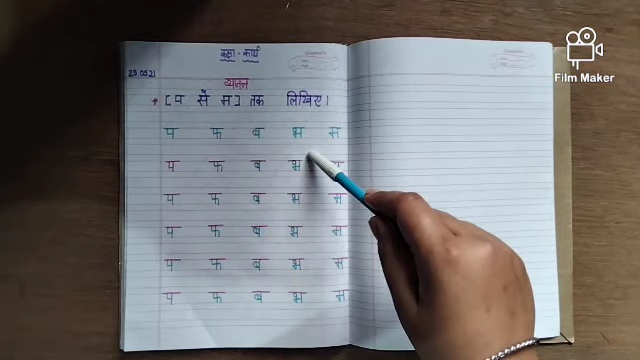 कक्षा - कार्य
25.05.21
व्यंजन
* [प से म] तक लिखिए।
प फ ब भ म
प फ ब भ म
प फ ब भ म
प फ ब भ म
प फ ब भ म
प फ ब भ म
Film Maker